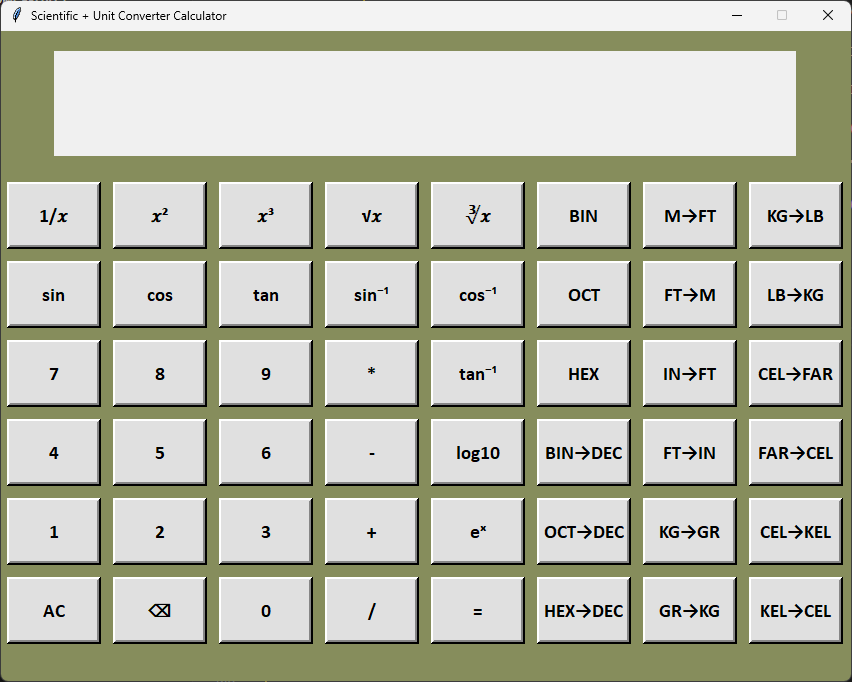 Scientific + Unit Converter Calculator
1/x x² x³ √x ∛x BIN M→FT KG→LB
sin cos tan sin⁻¹ cos⁻¹ OCT FT→M LB→KG
7 8 9 * tan⁻¹ HEX IN→FT CEL→FAR
4 5 6 - log10 BIN→DEC FT→IN FAR→CEL
1 2 3 + eˣ OCT→DEC KG→GR CEL→KEL
AC ⌫ 0 / = HEX→DEC GR→KG KEL→CEL